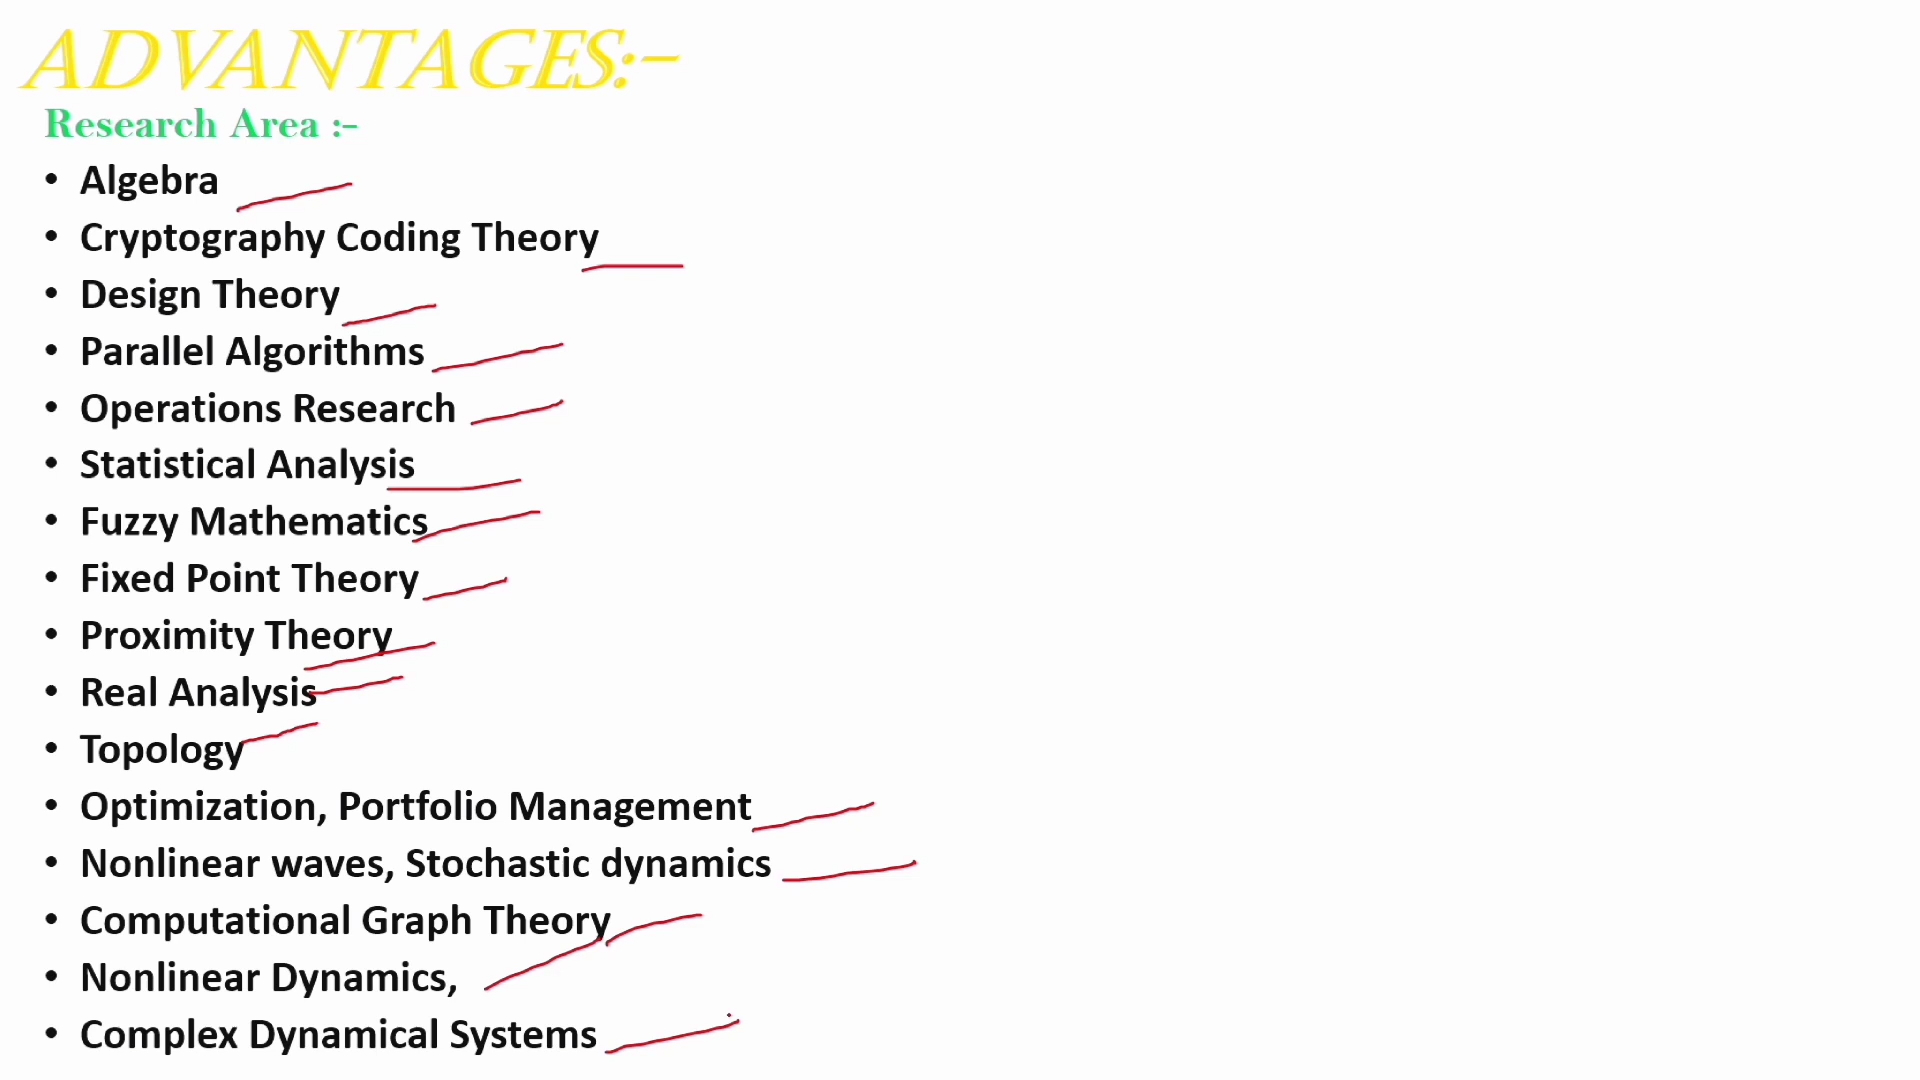 ADVANTAGES:-
Research Area :-
• Algebra
• Cryptography Coding Theory
• Design Theory
• Parallel Algorithms
• Operations Research
• Statistical Analysis
• Fuzzy Mathematics
• Fixed Point Theory
• Proximity Theory
• Real Analysis
• Topology
• Optimization, Portfolio Management
• Nonlinear waves, Stochastic dynamics
• Computational Graph Theory
• Nonlinear Dynamics,
• Complex Dynamical Systems